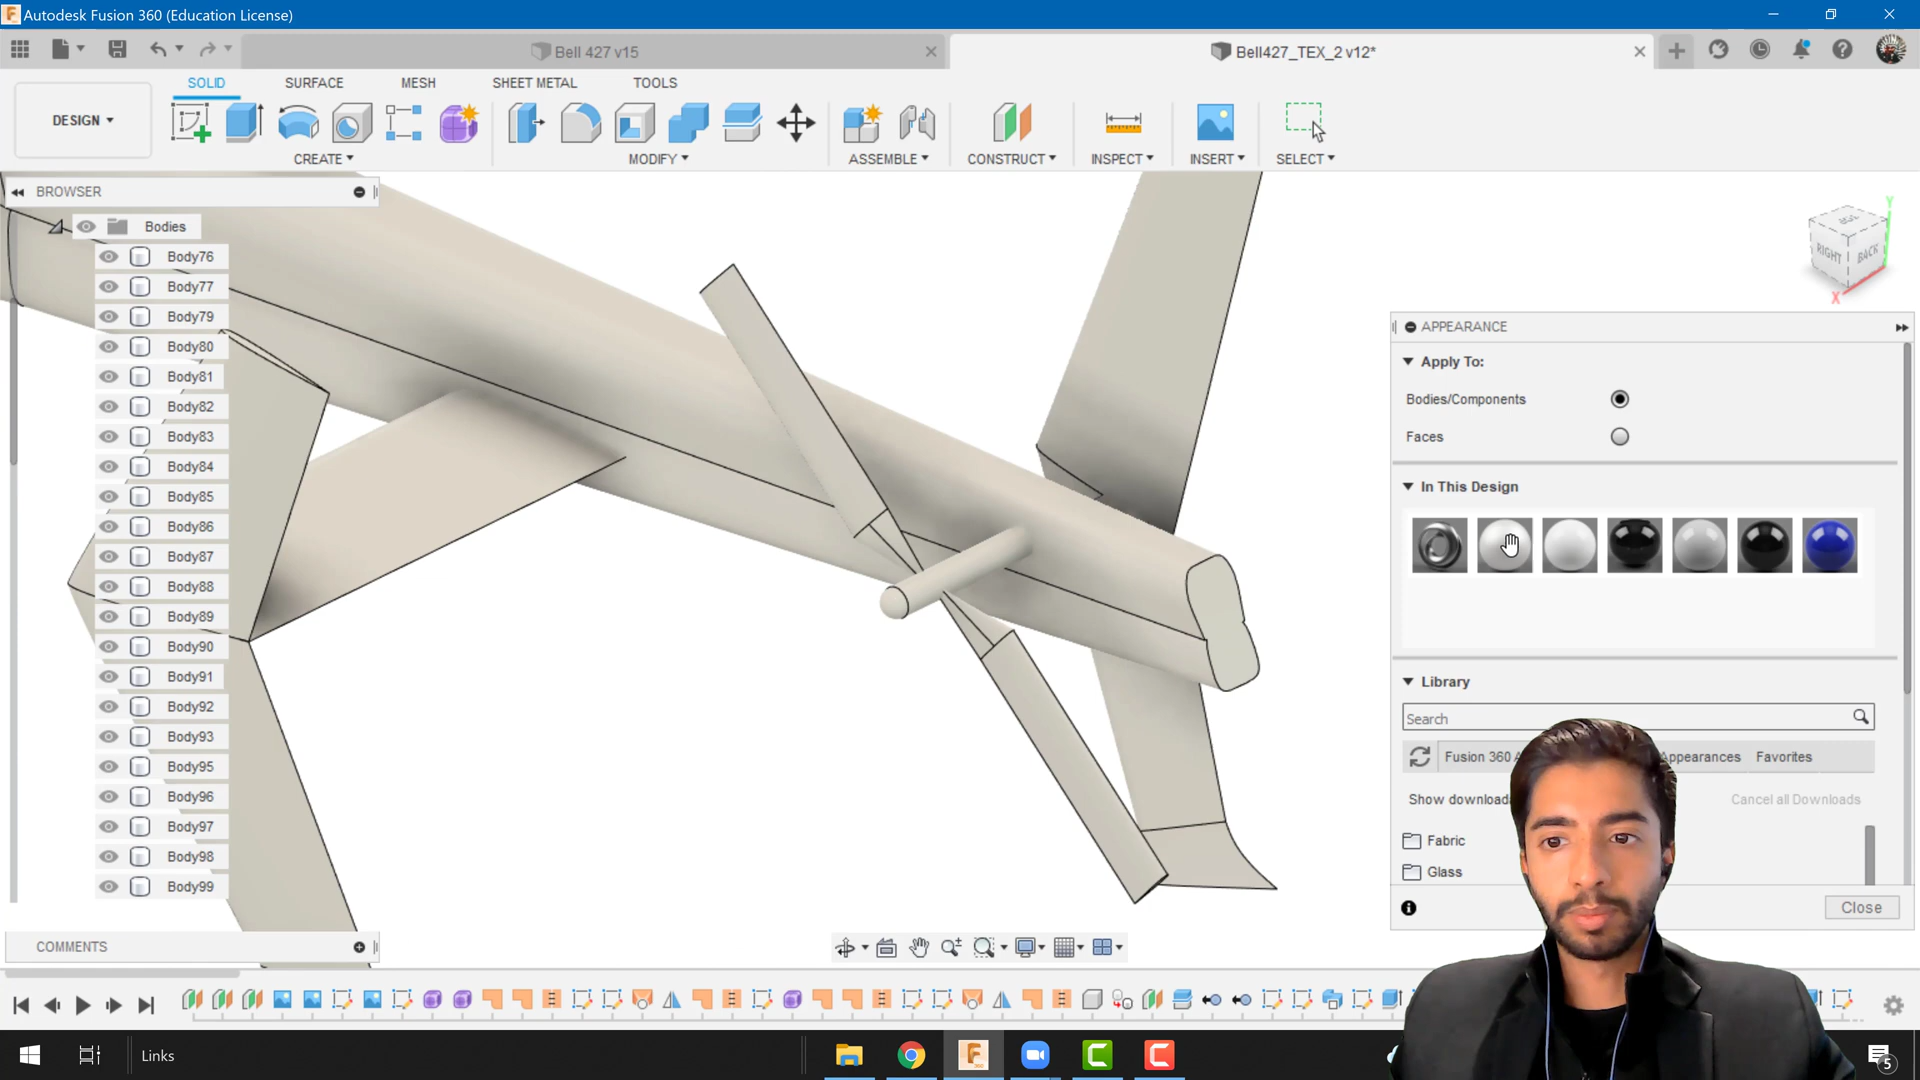 Autodesk Fusion 360 (Education License)
Bell 427 v15
Bell427_TEX_2 v12*
DESIGN
SOLID
SURFACE
MESH
SHEET METAL
TOOLS
CREATE
MODIFY
ASSEMBLE
CONSTRUCT
INSPECT
INSERT
SELECT
BROWSER
Bodies
Body76
Body77
Body79
Body80
Body81
Body82
Body83
Body84
Body85
Body86
Body87
Body88
Body89
Body90
Body91
Body92
Body93
Body95
Body96
Body97
Body98
Body99
COMMENTS
Y
RIGHT
BACK
X
APPEARANCE
Apply To:
Bodies/Components
Faces
In This Design
Library
Search
Fusion 360 Appearances Favorites
Show Cancel all Downloads
Fabric
Glass
Close
Links
5